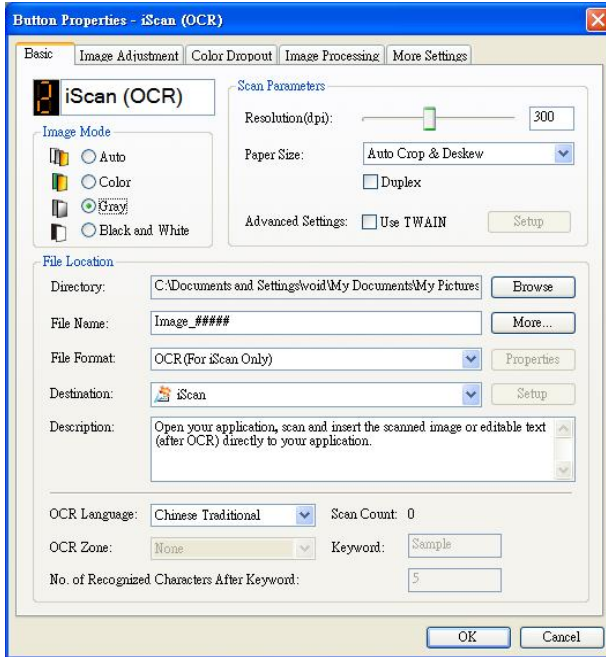 Button Properties - iScan (OCR)
Basic Image Adjustment Color Dropout Image Processing More Settings
2 iScan (OCR)
Image Mode
Auto
Color
Gray
Black and White
Scan Parameters
Resolution(dpi): 300
Paper Size: Auto Crop & Deskew
Duplex
Advanced Settings: Use TWAIN Setup
File Location
Directory: C:\Documents and Settings\void\My Documents\My Pictures Browse
File Name: Image_##### More...
File Format: OCR(For iScan Only) Properties
Destination: iScan Setup
Description: Open your application, scan and insert the scanned image or editable text
(after OCR) directly to your application.
OCR Language: Chinese Traditional Scan Count: 0
OCR Zone: None Keyword: Sample
No. of Recognized Characters After Keyword: 5
OK Cancel